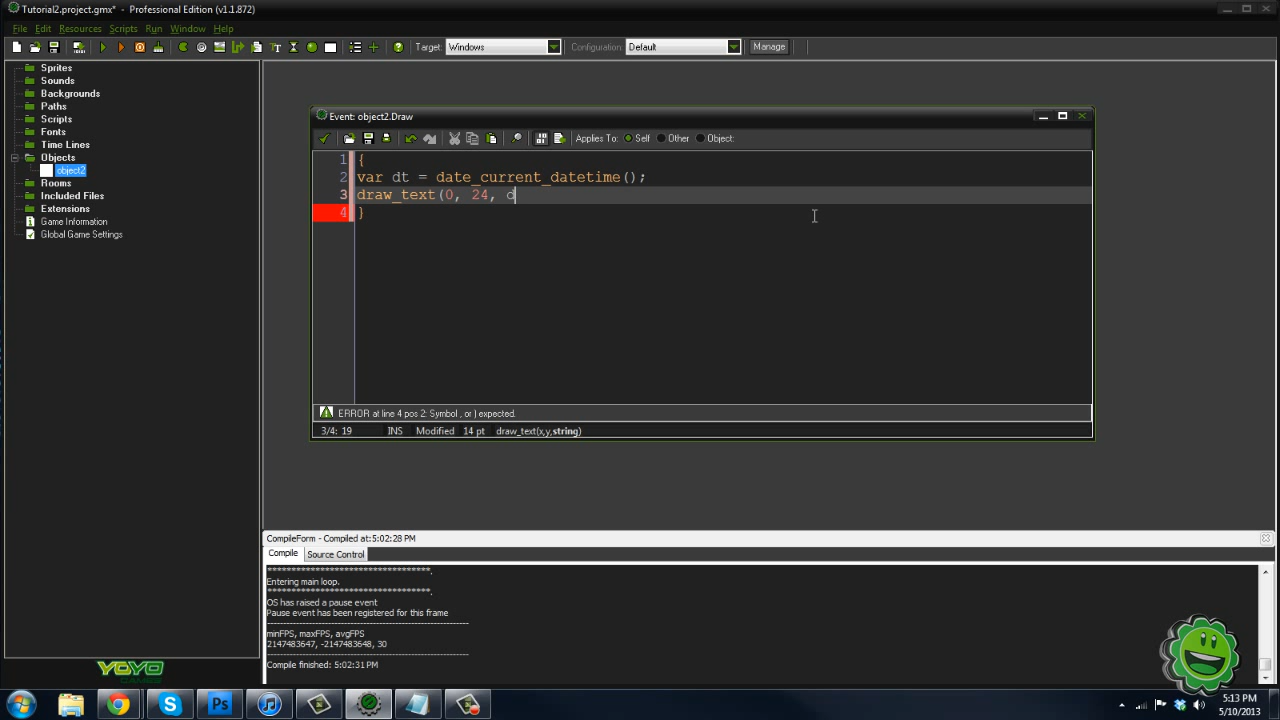 Tutorial2.project.gmx* - Professional Edition (v1.1.872)
File Edit Resources Scripts Run Window Help
Target: Windows Configuration: Default Manage
Sprites
Sounds
Backgrounds
Paths
Scripts
Fonts
Time Lines
Objects
object2
Rooms
Included Files
Extensions
Game Information
Global Game Settings
Event: object2.Draw
Applies To: Self Other Object:
1 {
2 var dt = date_current_datetime();
3 draw_text(0, 24, d
4 }
ERROR at line 4 pos 2: Symbol , or ) expected.
3/4: 19 INS Modified 14 pt draw_text(x,y,string)
CompileForm - Compiled at:5:02:28 PM
Compile Source Control
***********************************.
Entering main loop.
***********************************.
OS has raised a pause event
Pause event has been registered for this frame
------------------------------------------------------------
minFPS, maxFPS, avgFPS
2147483647, -2147483648, 30
------------------------------------------------------------
Compile finished: 5:02:31 PM
YOYO
GAMES
Ps
5:13 PM
5/10/2013